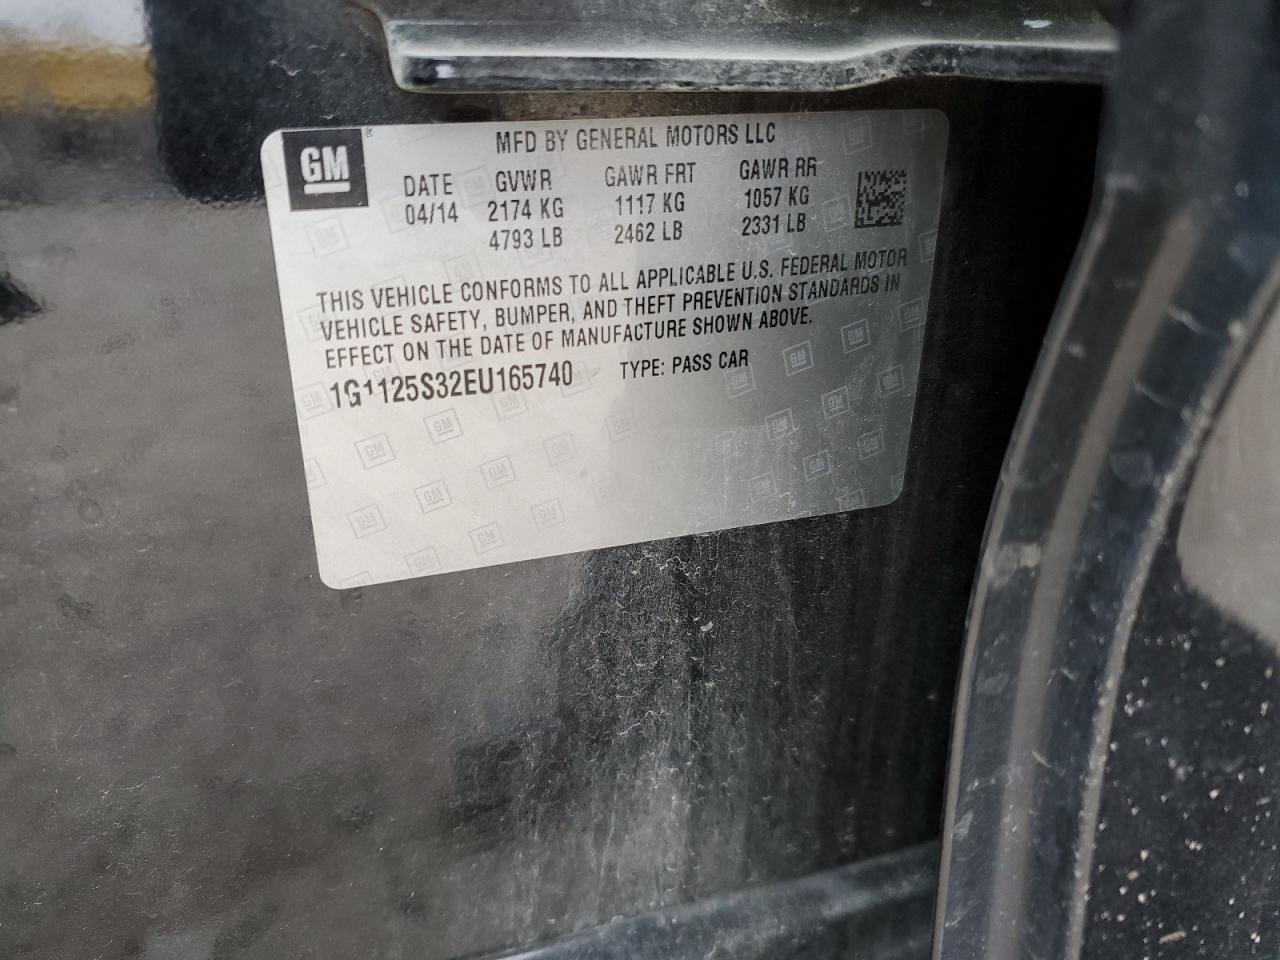 GM
MFD BY GENERAL MOTORS LLC
DATE GVWR GAWR FRT GAWR RR
04/14 2174 KG 1117 KG 1057 KG
4793 LB 2462 LB 2331 LB
THIS VEHICLE CONFORMS TO ALL APPLICABLE U.S. FEDERAL MOTOR
VEHICLE SAFETY, BUMPER, AND THEFT PREVENTION STANDARDS IN
EFFECT ON THE DATE OF MANUFACTURE SHOWN ABOVE.
1G1125S32EU165740 TYPE: PASS CAR